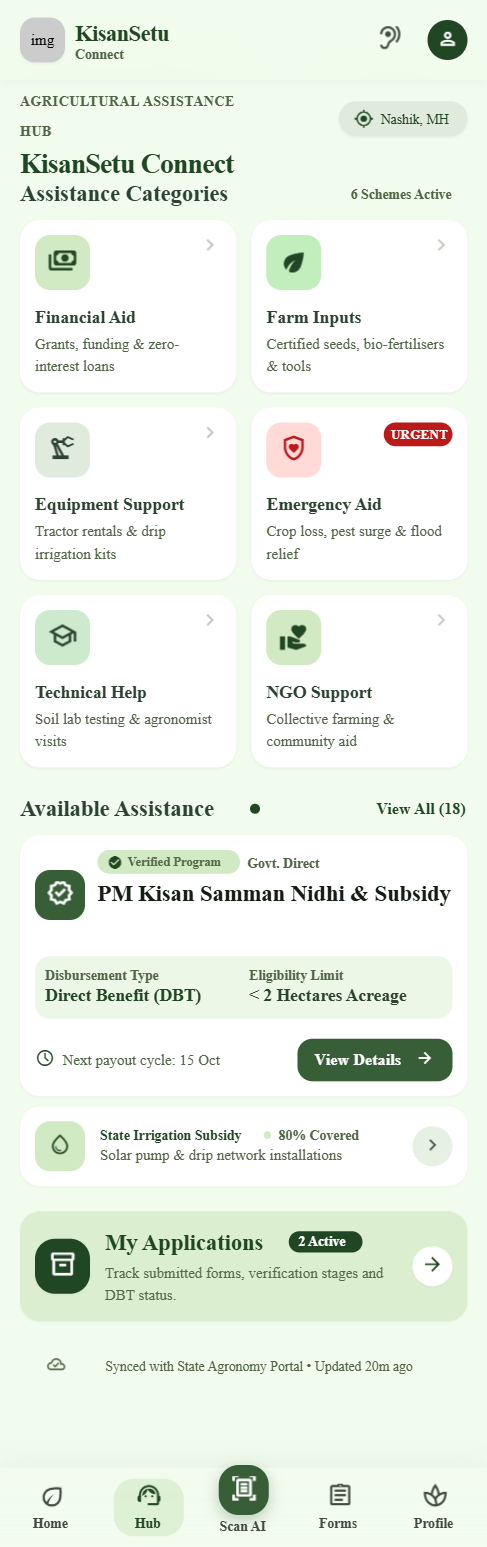 img
KisanSetu
Connect
AGRICULTURAL ASSISTANCE
HUB
KisanSetu Connect
Nashik, MH
Assistance Categories
6 Schemes Active
Financial Aid
Grants, funding & zero-
interest loans
Farm Inputs
Certified seeds, bio-fertilisers
& tools
Equipment Support
Tractor rentals & drip
irrigation kits
URGENT
Emergency Aid
Crop loss, pest surge & flood
relief
Technical Help
Soil lab testing & agronomist
visits
NGO Support
Collective farming &
community aid
Available Assistance
View All (18)
Verified Program
Govt. Direct
PM Kisan Samman Nidhi & Subsidy
Disbursement Type
Direct Benefit (DBT)
Eligibility Limit
< 2 Hectares Acreage
Next payout cycle: 15 Oct
View Details
State Irrigation Subsidy
80% Covered
Solar pump & drip network installations
My Applications
2 Active
Track submitted forms, verification stages and
DBT status.
Synced with State Agronomy Portal • Updated 20m ago
Home
Hub
Scan AI
Forms
Profile